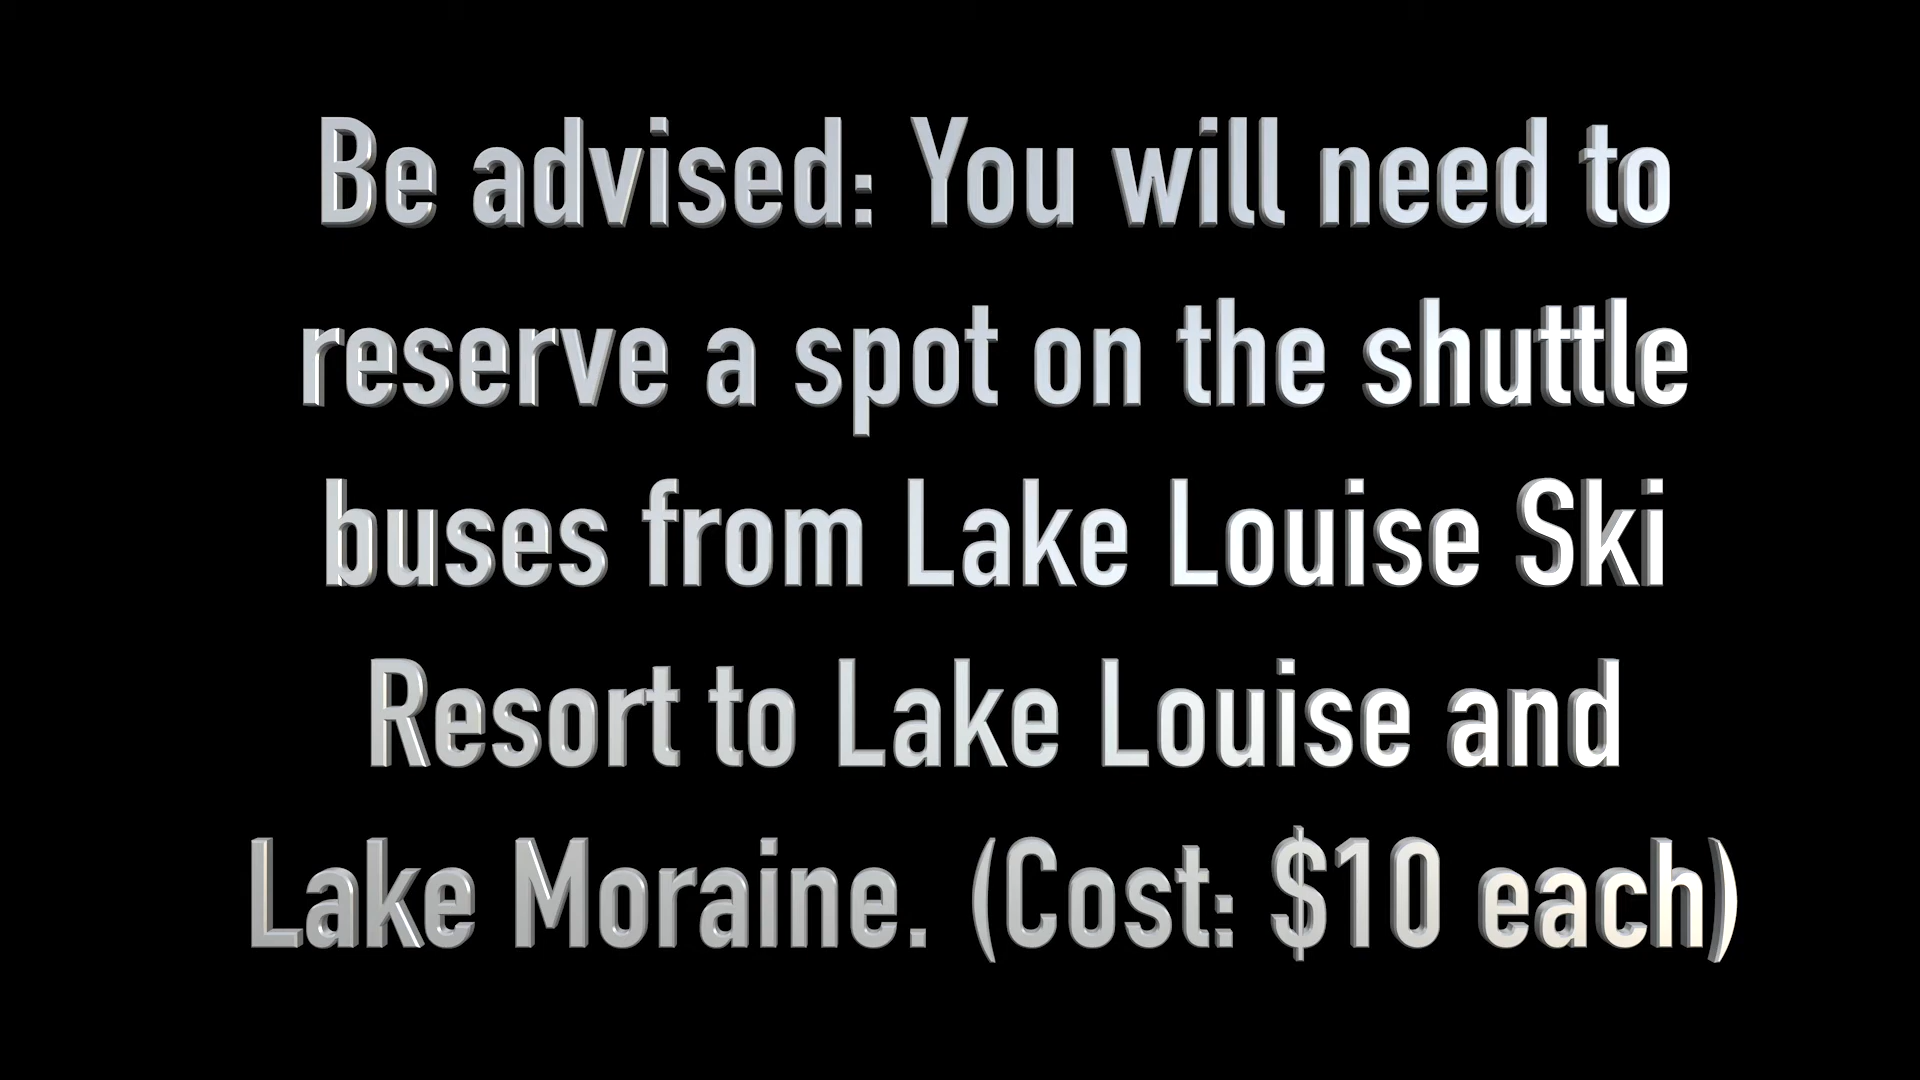 Be advised: You will need to
reserve a spot on the shuttle
buses from Lake Louise Ski
Resort to Lake Louise and
Lake Moraine. (Cost: $10 each)